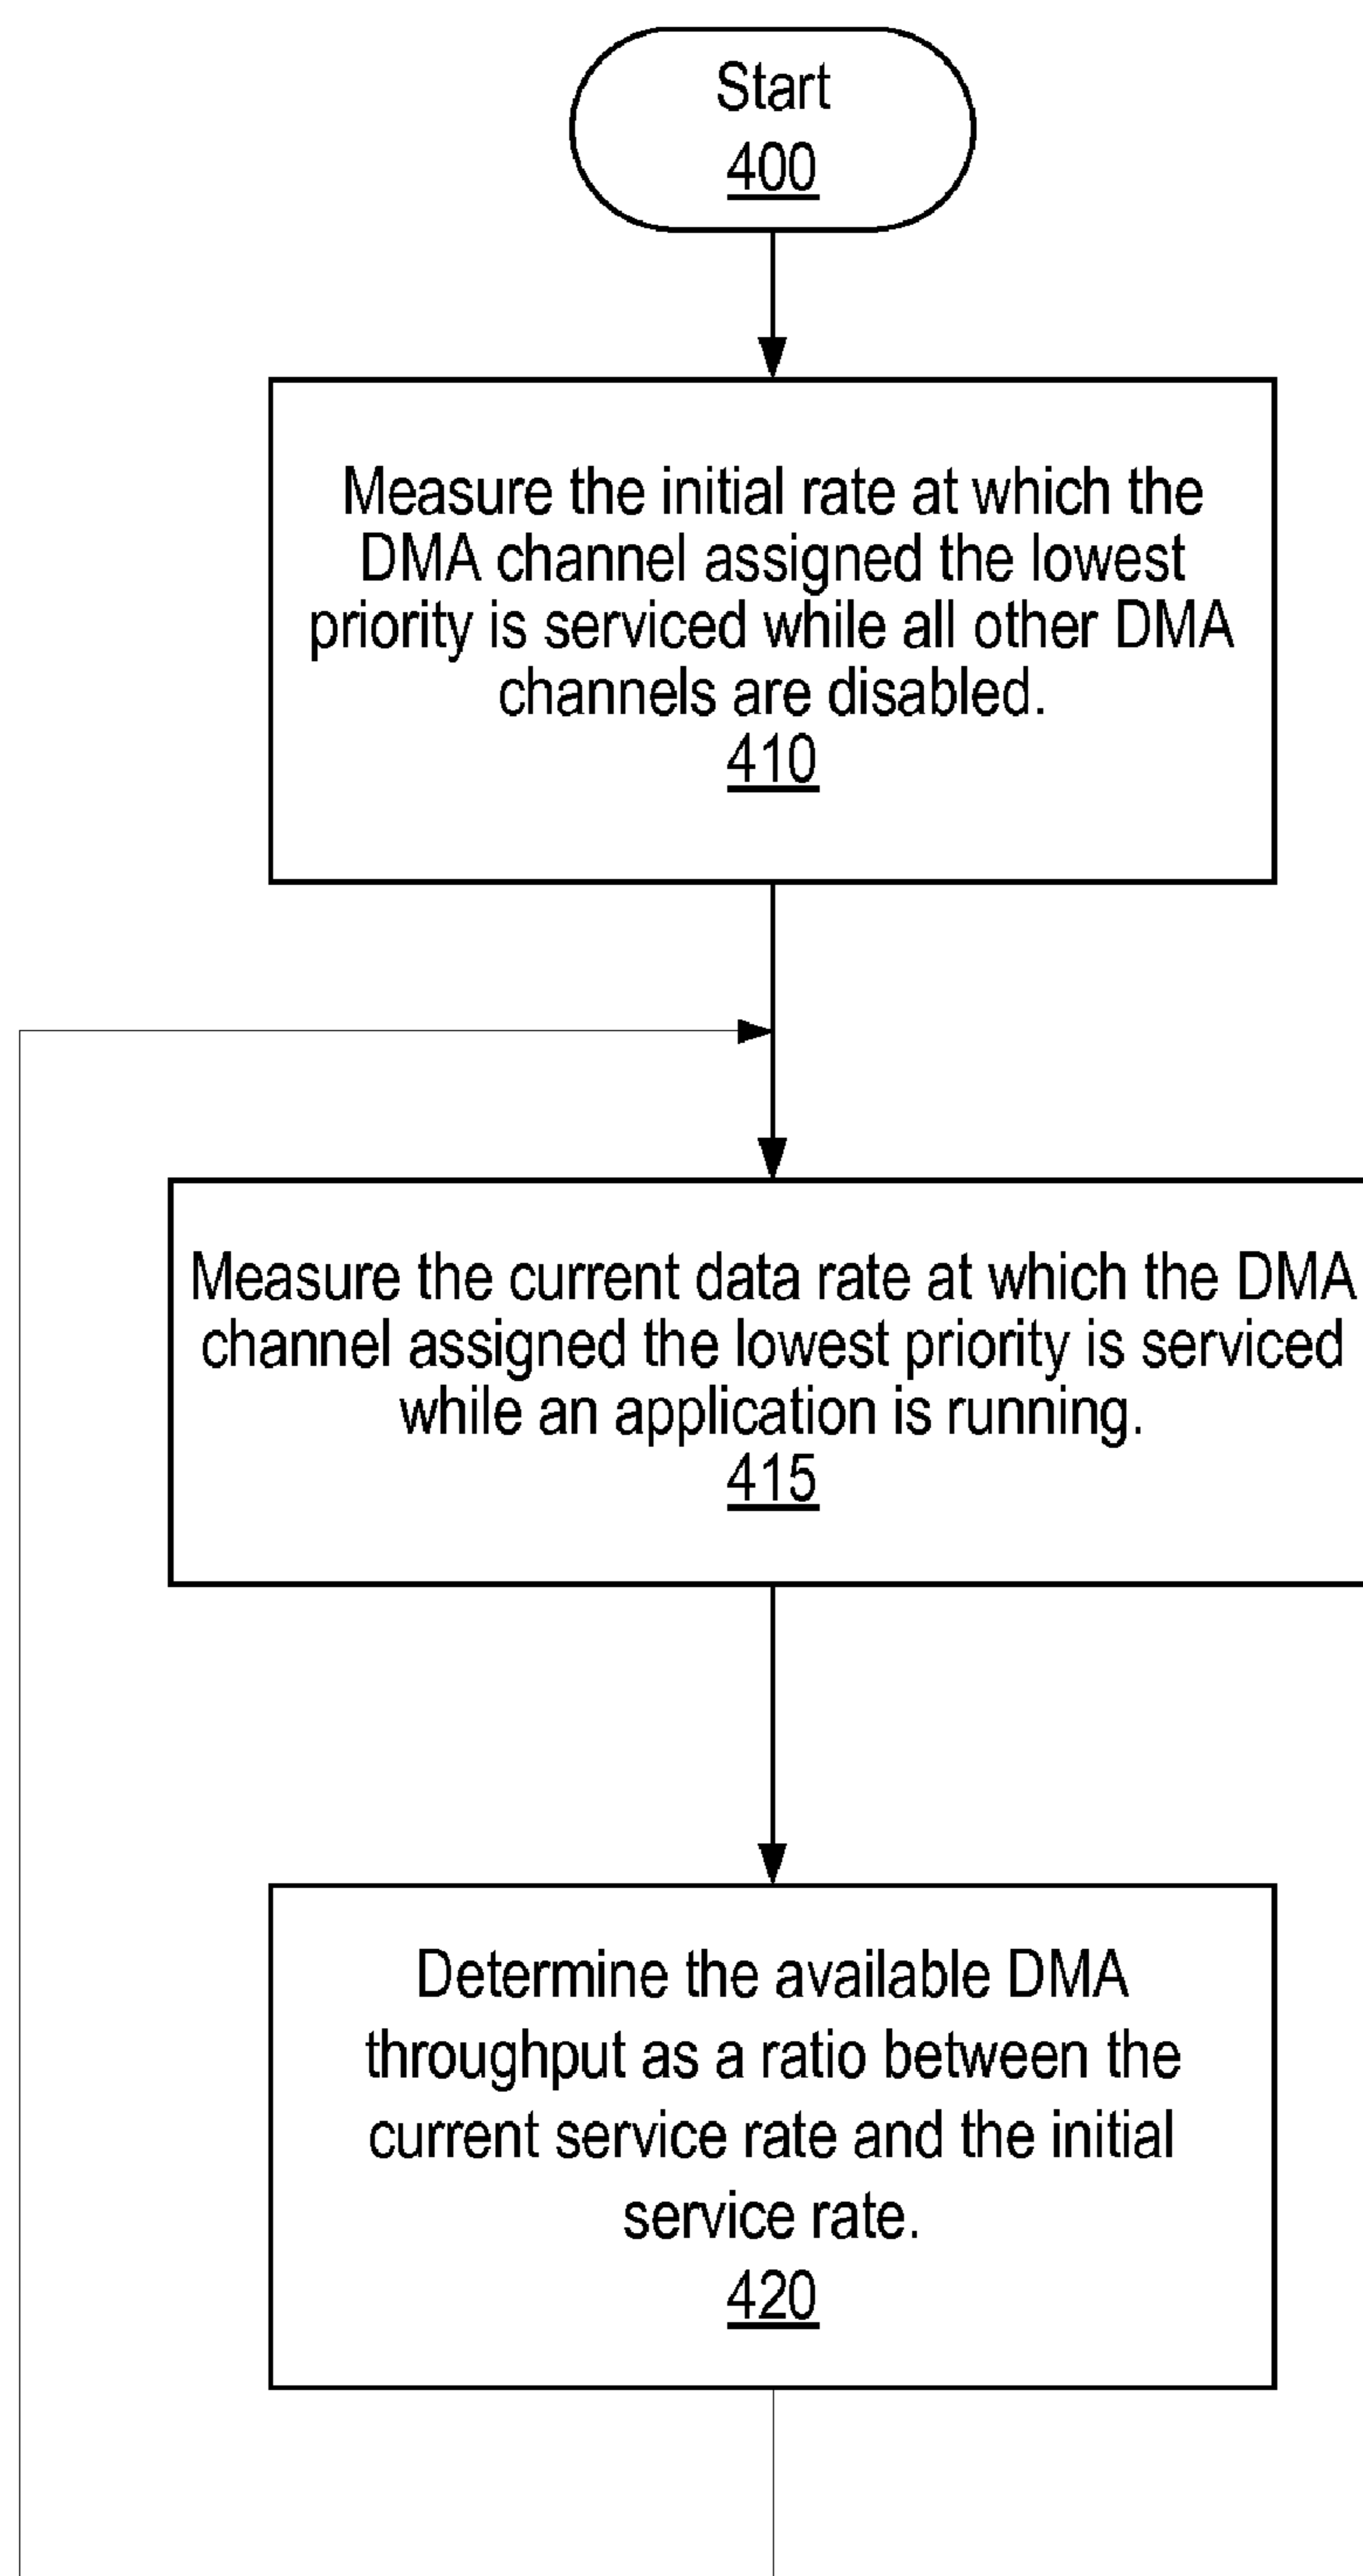 Start
400
Measure the initial rate at which the
DMA channel assigned the lowest
priority is serviced while all other DMA
channels are disabled.
410
Measure the current data rate at which the DMA
channel assigned the lowest priority is serviced
while an application is running.
415
Determine the available DMA
throughput as a ratio between the
current service rate and the initial
service rate.
420